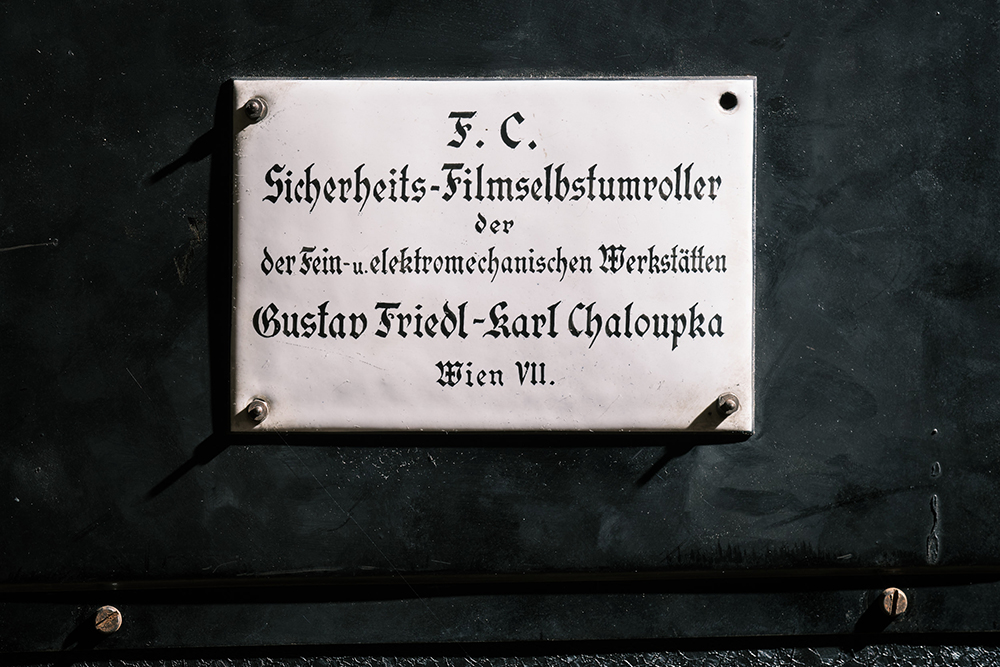 F. C.
Sicherheits-Filmselbstumroller
der
der Fein-u. elektromechanischen Werkstätten
Gustav Friedl-Karl Chaloupka
Wien VII.